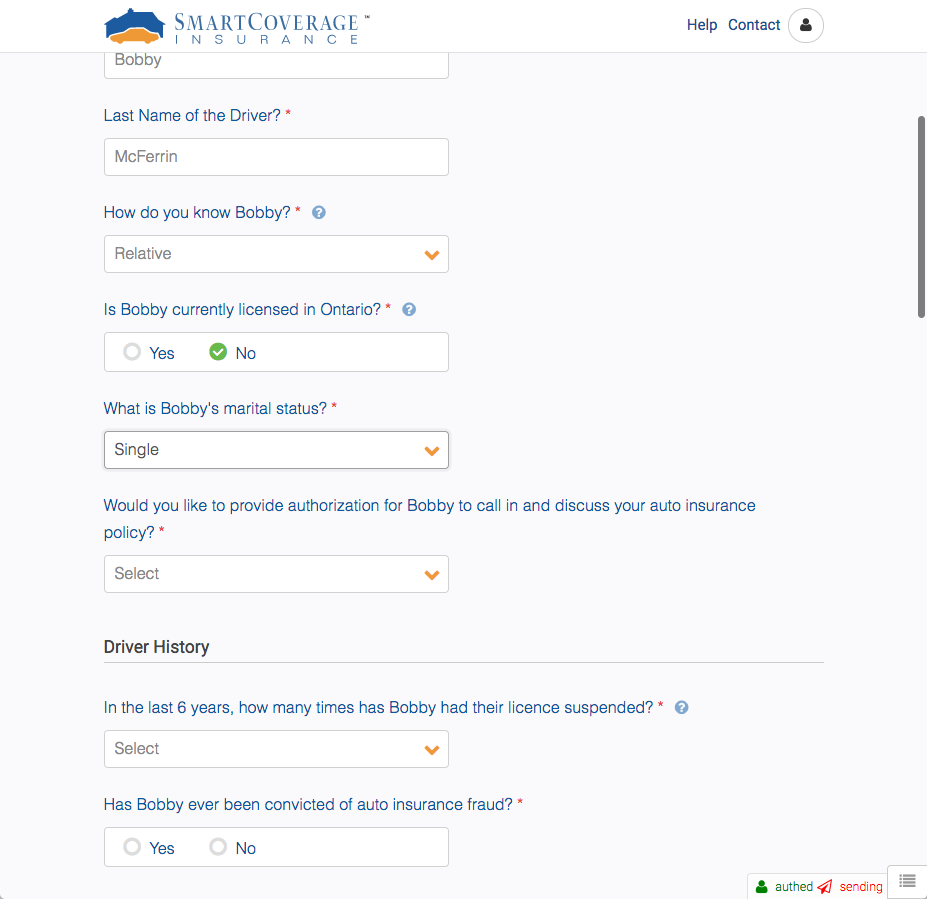 SMARTCOVERAGE ™
INSURANCE
Help Contact
Bobby
Last Name of the Driver? *
McFerrin
How do you know Bobby? * ?
Relative
Is Bobby currently licensed in Ontario? * ?
Yes No
What is Bobby's marital status? *
Single
Would you like to provide authorization for Bobby to call in and discuss your auto insurance
policy? *
Select
Driver History
In the last 6 years, how many times has Bobby had their licence suspended? * ?
Select
Has Bobby ever been convicted of auto insurance fraud? *
Yes No
authed sending